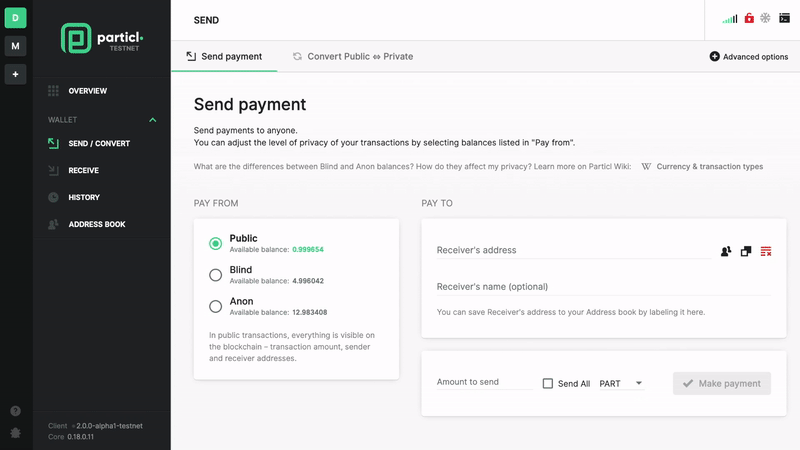 D
M
+
particl
TESTNET
OVERVIEW
WALLET
SEND / CONVERT
RECEIVE
HISTORY
ADDRESS BOOK
Client
2.0.0-alpha1-testnet
Core 0.18.0.11
SEND
Send payment
Convert Public ⇔ Private
Advanced options
Send payment
Send payments to anyone.
You can adjust the level of privacy of your transactions by selecting balances listed in "Pay from".
What are the differences between Blind and Anon balances? How do they affect my privacy? Learn more on Particl Wiki: W Currency & transaction types
PAY FROM
Public
Available balance: 0.999654
Blind
Available balance: 4.996042
Anon
Available balance: 12.983408
In public transactions, everything is visible on
the blockchain – transaction amount, sender
and receiver addresses.
PAY TO
Receiver's address
Receiver's name (optional)
You can save Receiver's address to your Address book by labeling it here.
Amount to send
Send All
PART
Make payment